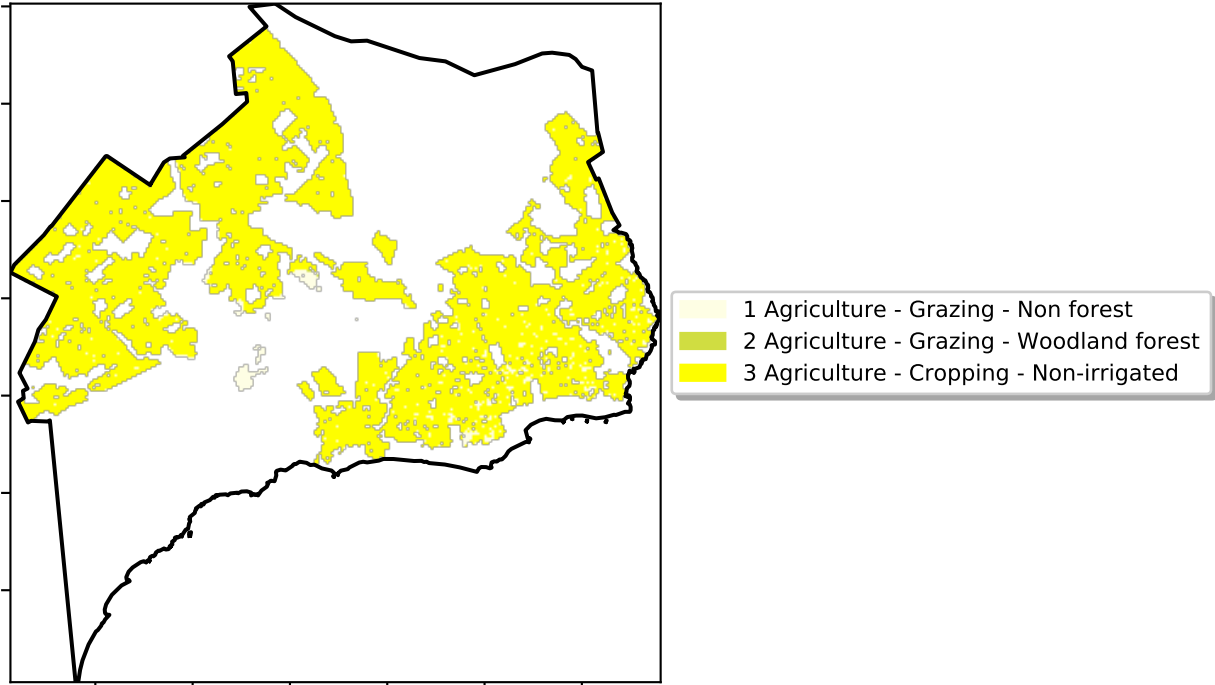 1 Agriculture - Grazing - Non forest
2 Agriculture - Grazing - Woodland forest
3 Agriculture - Cropping - Non-irrigated